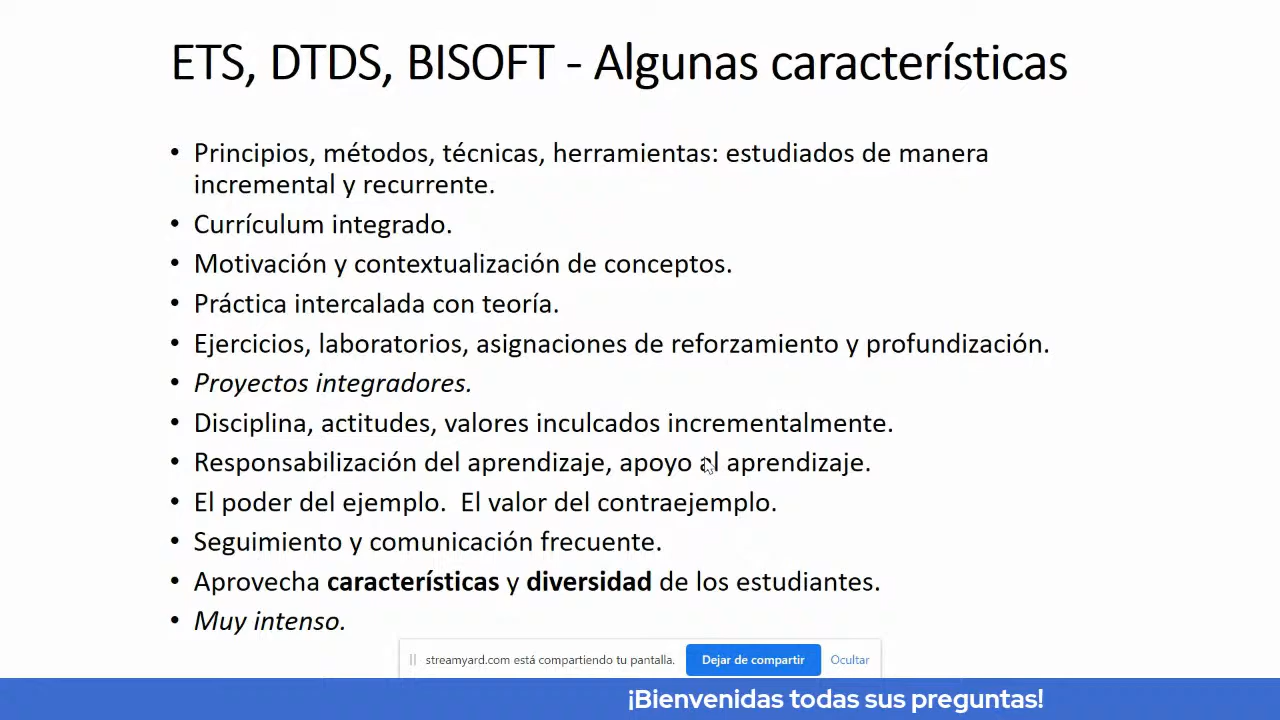 ETS, DTDS, BISOFT - Algunas características
• Principios, métodos, técnicas, herramientas: estudiados de manera
incremental y recurrente.
• Currículum integrado.
• Motivación y contextualización de conceptos.
• Práctica intercalada con teoría.
• Ejercicios, laboratorios, asignaciones de reforzamiento y profundización.
• Proyectos integradores.
• Disciplina, actitudes, valores inculcados incrementalmente.
• Responsabilización del aprendizaje, apoyo al aprendizaje.
• El poder del ejemplo.  El valor del contraejemplo.
• Seguimiento y comunicación frecuente.
• Aprovecha características y diversidad de los estudiantes.
• Muy intenso.
streamyard.com está compartiendo tu pantalla. Dejar de compartir Ocultar
¡Bienvenidas todas sus preguntas!